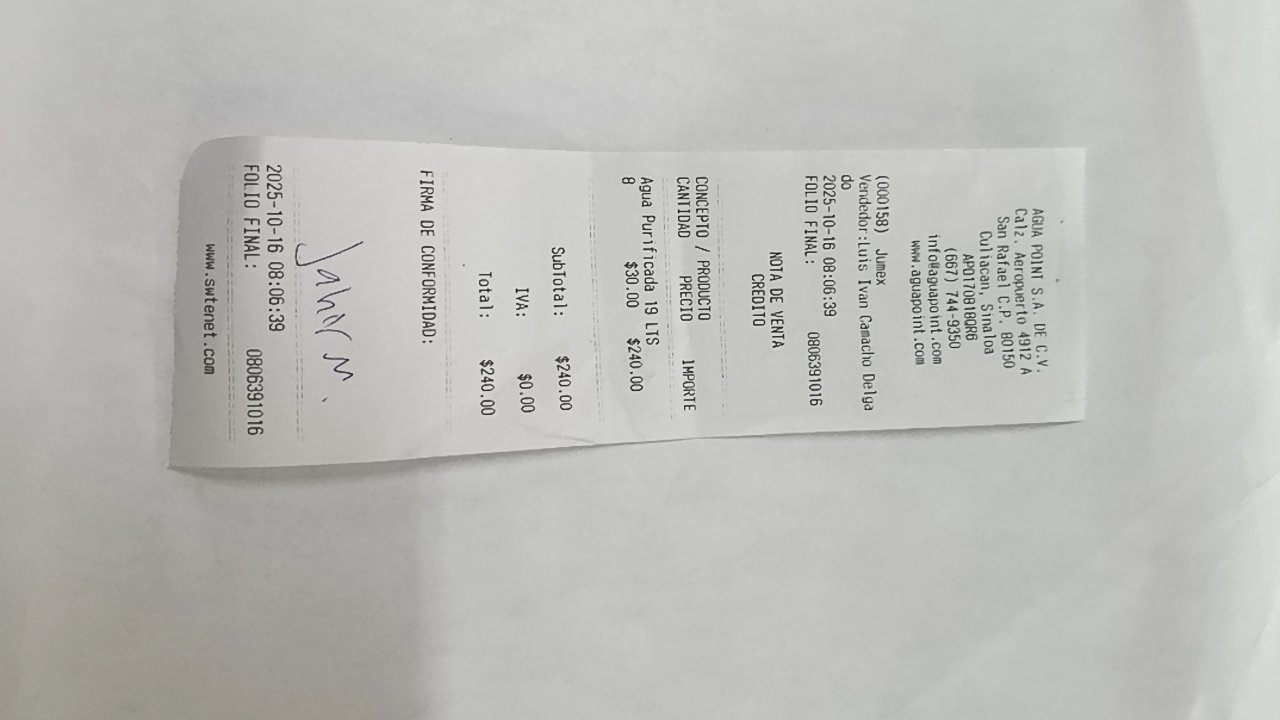 AGUA POINT S.A. DE C.V.
Calz. Aeropuerto 4912 A
San Rafael C.P. 80150
Culiacan, Sinaloa
APO170818QR6
(667) 744-9350
info@aguapoint.com
www.aguapoint.com
(000158) Jumex
Vendedor:Luis Ivan Camacho Delga
do
2025-10-16 08:06:39
FOLIO FINAL: 0806391016
NOTA DE VENTA
CREDITO
CONCEPTO / PRODUCTO
CANTIDAD PRECIO IMPORTE
Agua Purificada 19 LTS
8 $30.00 $240.00
SubTotal: $240.00
IVA: $0.00
Total: $240.00
FIRMA DE CONFORMIDAD:
Jahir M.
2025-10-16 08:06:39
FOLIO FINAL: 0806391016
www.swtenet.com